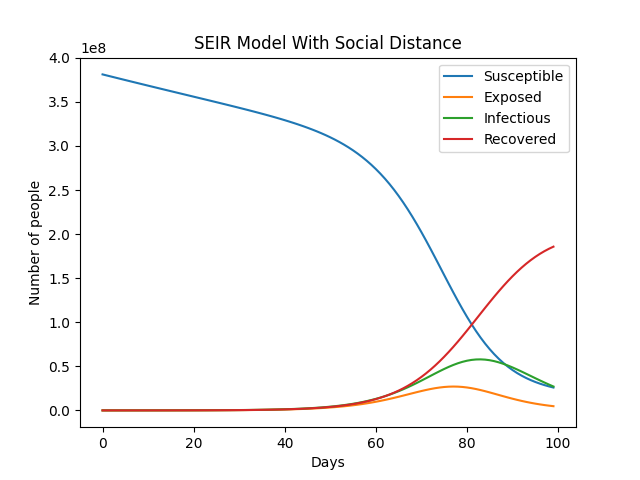 SEIR Model With Social Distance
1e8
4.0
3.5
3.0
2.5
2.0
1.5
1.0
0.5
0.0
Number of people
Susceptible
Exposed
Infectious
Recovered
0 20 40 60 80 100
Days